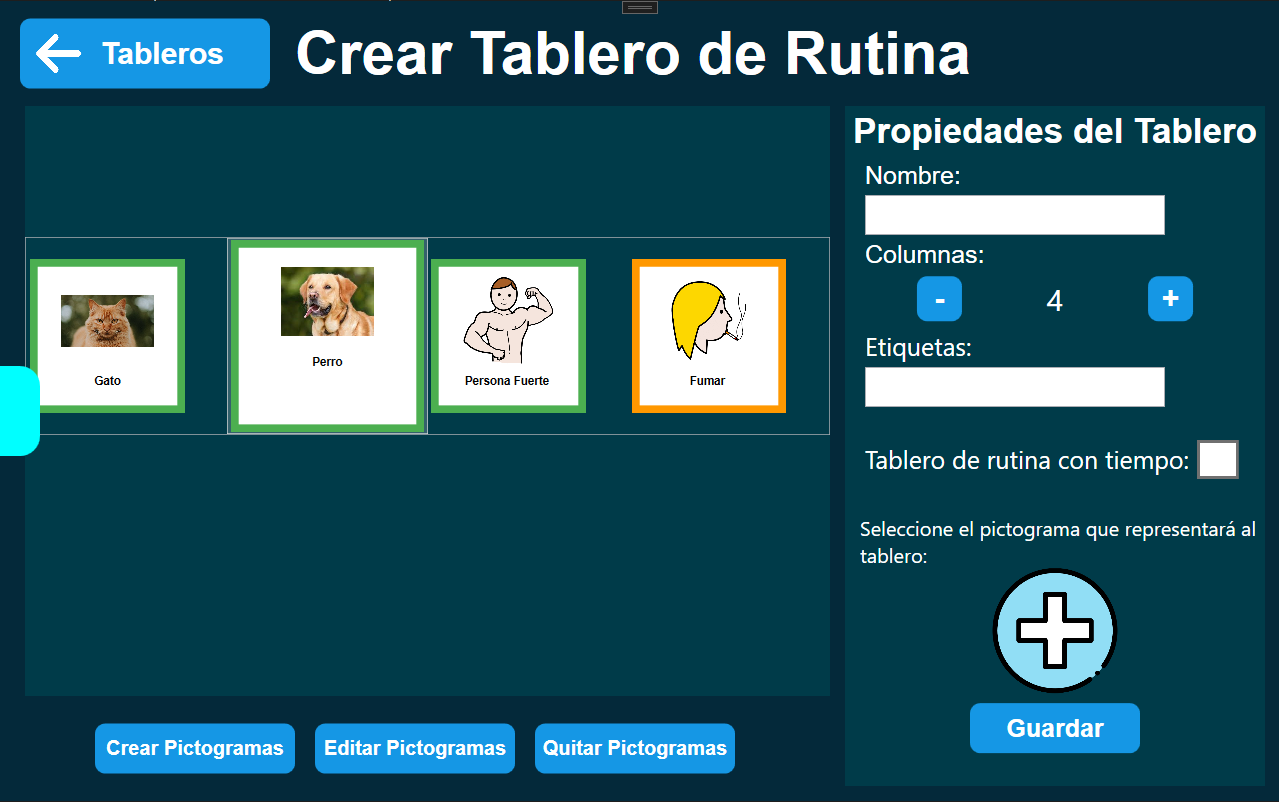 Tableros
Crear Tablero de Rutina
Gato
Perro
Persona Fuerte
Fumar
Crear Pictogramas
Editar Pictogramas
Quitar Pictogramas
Propiedades del Tablero
Nombre:
Columnas:
- 4 +
Etiquetas:
Tablero de rutina con tiempo:
Seleccione el pictograma que representará al
tablero:
Guardar